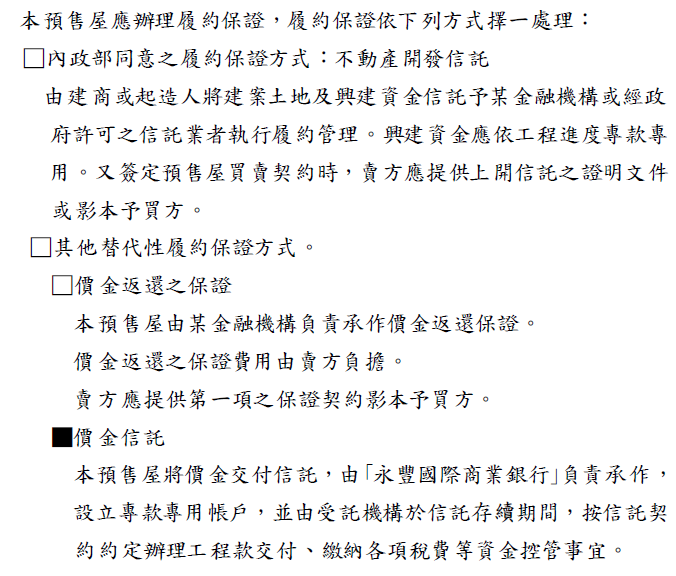 本預售屋應辦理履約保證，履約保證依下列方式擇一處理：
□內政部同意之履約保證方式：不動產開發信託
由建商或起造人將建案土地及興建資金信託予某金融機構或經政
府許可之信託業者執行履約管理。興建資金應依工程進度專款專
用。又簽定預售屋買賣契約時，賣方應提供上開信託之證明文件
或影本予買方。
□其他替代性履約保證方式。
□價金返還之保證
本預售屋由某金融機構負責承作價金返還保證。
價金返還之保證費用由賣方負擔。
賣方應提供第一項之保證契約影本予買方。
■價金信託
本預售屋將價金交付信託，由「永豐國際商業銀行」負責承作，
設立專款專用帳戶，並由受託機構於信託存續期間，按信託契
約約定辦理工程款交付、繳納各項稅費等資金控管事宜。